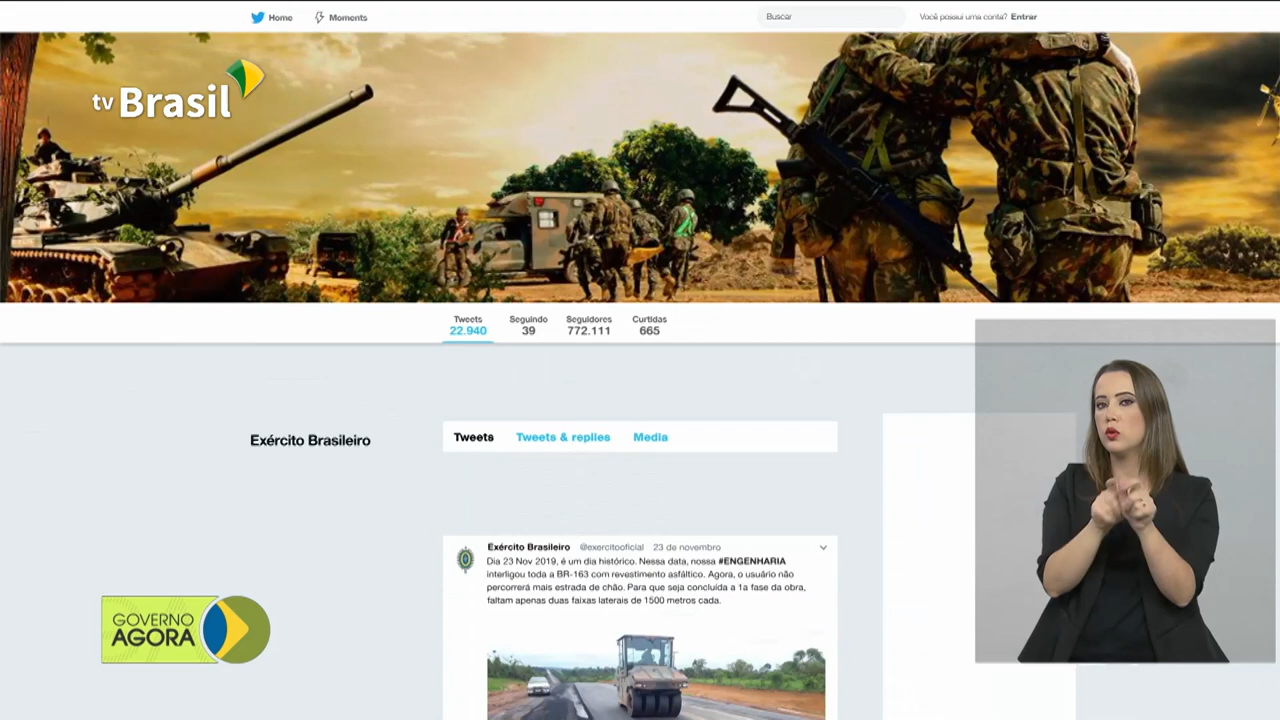 Home
Moments
Buscar
Você possui uma conta? Entrar
tv Brasil
Tweets
Seguindo
Seguidores
Curtidas
22.940
39
772.111
665
Exército Brasileiro
Tweets
Tweets & replies
Media
Exército Brasileiro @exercitooficial 23 de novembro
Dia 23 Nov 2019, é um dia histórico. Nessa data, nossa #ENGENHARIA
interligou toda a BR-163 com revestimento asfáltico. Agora, o usuário não
percorrerá mais estrada de chão. Para que seja concluída a 1a fase da obra,
faltam apenas duas faixas laterais de 1500 metros cada.
GOVERNO
AGORA